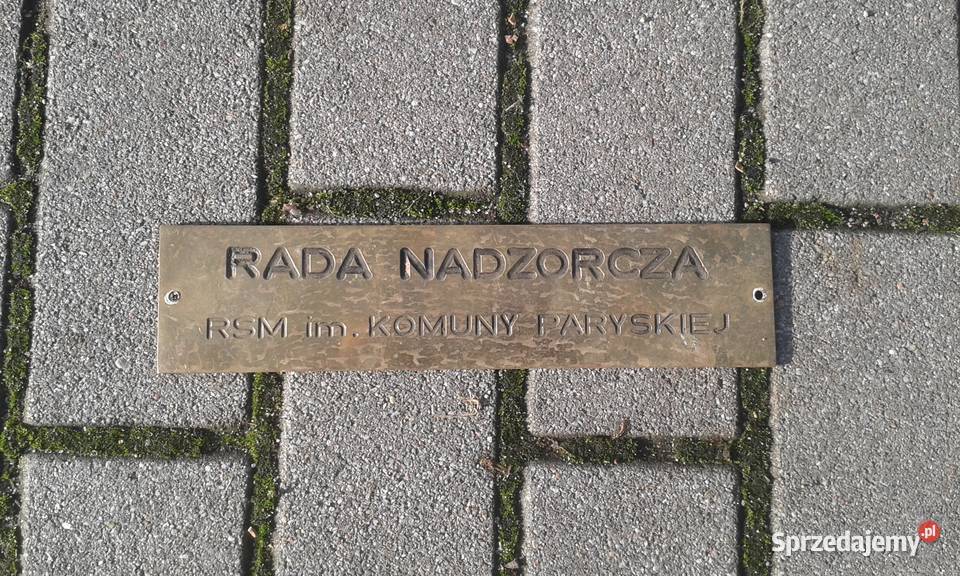 RADA NADZORCZA
RSM im. KOMUNY PARYSKIEJ
Sprzedajemy.pl